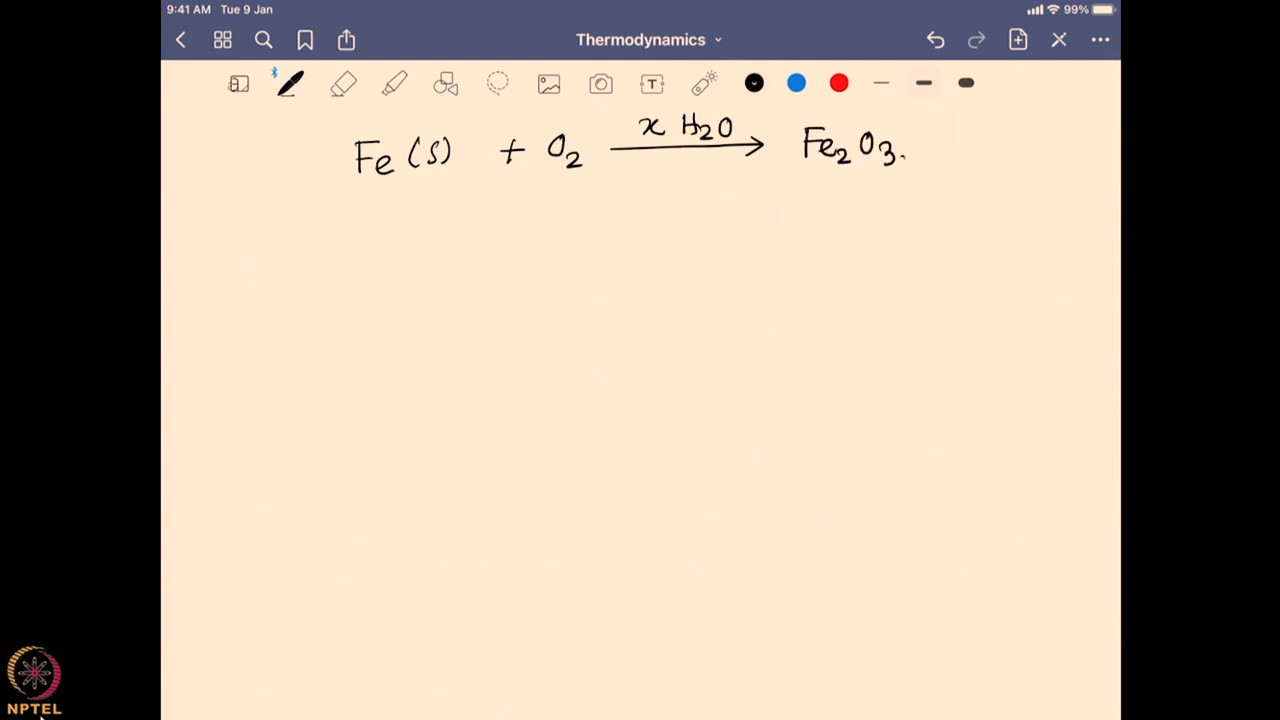 9:41 AM Tue 9 Jan 99%
Thermodynamics
T
x H2O
Fe (s) + O2 ⟶ Fe2O3.
NPTEL